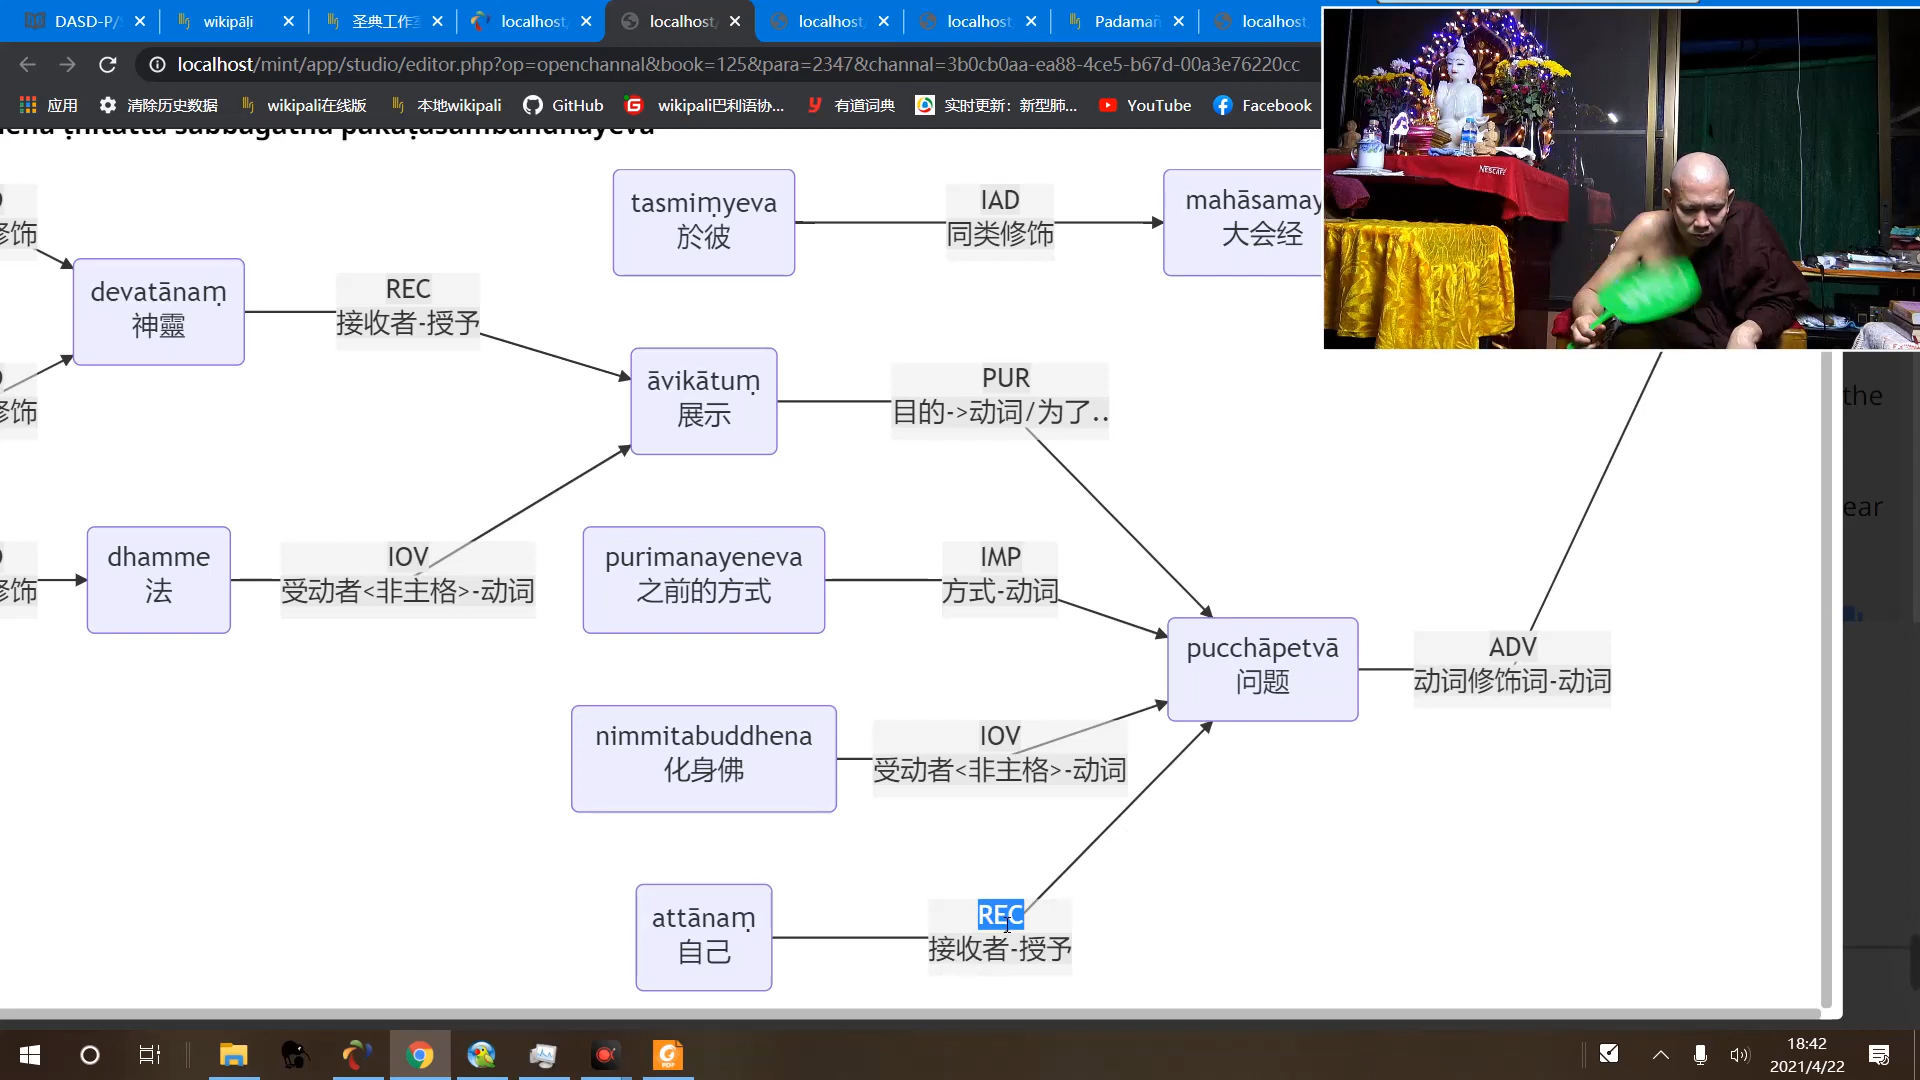 DASD-P/
wikipāli
圣典工作室
localhost
localhost
localhost
localhost
Padamañ
localhost
localhost/mint/app/studio/editor.php?op=openchannal&book=125&para=2347&channal=3b0cb0aa-ea88-4ce5-b67d-00a3e76220cc
应用
清除历史数据
wikipali在线版
本地wikipali
GitHub
wikipali巴利语协...
有道词典
实时更新：新型肺...
YouTube
Facebook
NESCAFÉ
tasmiṃyeva
於彼
IAD
同类修饰
mahāsamay
大会经
修饰
devatānaṃ
神靈
REC
接收者-授予
āvikātuṃ
展示
PUR
目的->动词/为了..
the
修饰
ear
修饰
dhamme
法
IOV
受动者<非主格>-动词
purimanayeneva
之前的方式
IMP
方式-动词
pucchāpetvā
问题
ADV
动词修饰词-动词
nimmitabuddhena
化身佛
IOV
受动者<非主格>-动词
attānaṃ
自己
REC
接收者-授予
18:42
2021/4/22